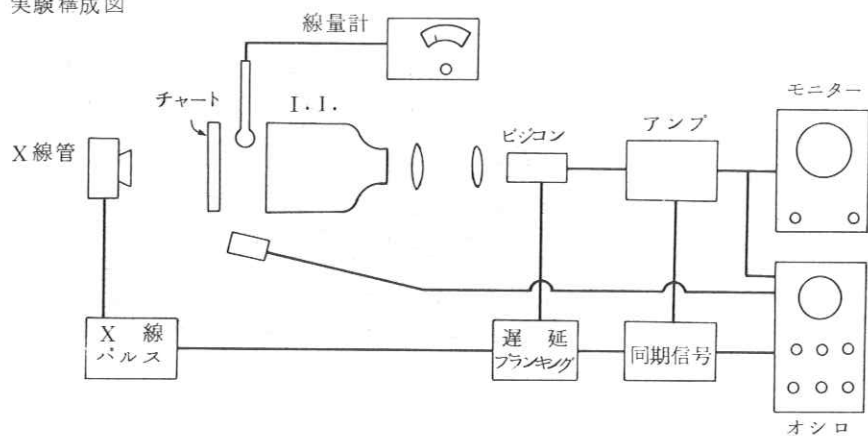 実験構成図
線量計
チャート
I.I.
X線管
ビジコン
アンプ
モニター
X 線
パルス
遅 延
ブランキング
同期信号
オシロ